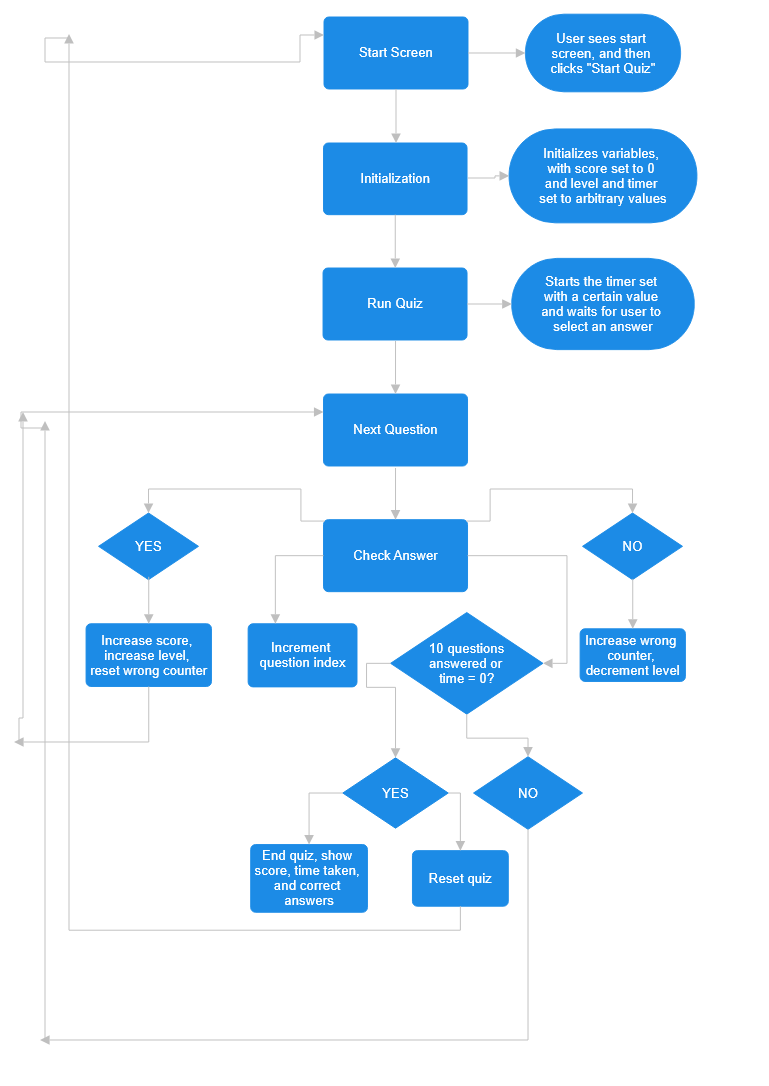 Start Screen
User sees start
screen, and then
clicks "Start Quiz"
Initialization
Initializes variables,
with score set to 0
and level and timer
set to arbitrary values
Run Quiz
Starts the timer set
with a certain value
and waits for user to
select an answer
Next Question
YES
Check Answer
NO
Increase score,
increase level,
reset wrong counter
Increment
question index
10 questions
answered or
time = 0?
Increase wrong
counter,
decrement level
YES
NO
End quiz, show
score, time taken,
and correct
answers
Reset quiz